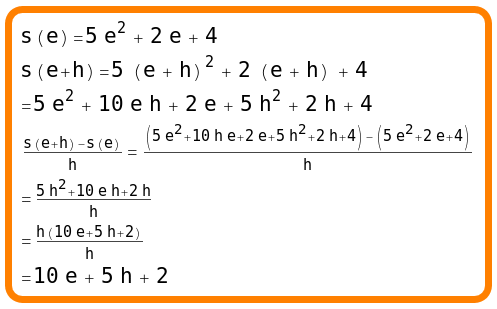 s(e)=5e²+2e+4
s(e+h)=5(e+h)²+2(e+h)+4
=5e²+10eh+2e+5h²+2h+4
(s(e+h)-s(e))/h=((5e²+10he+2e+5h²+2h+4)-(5e²+2e+4))/h
=(5h²+10eh+2h)/h
=(h(10e+5h+2))/h
=10e+5h+2